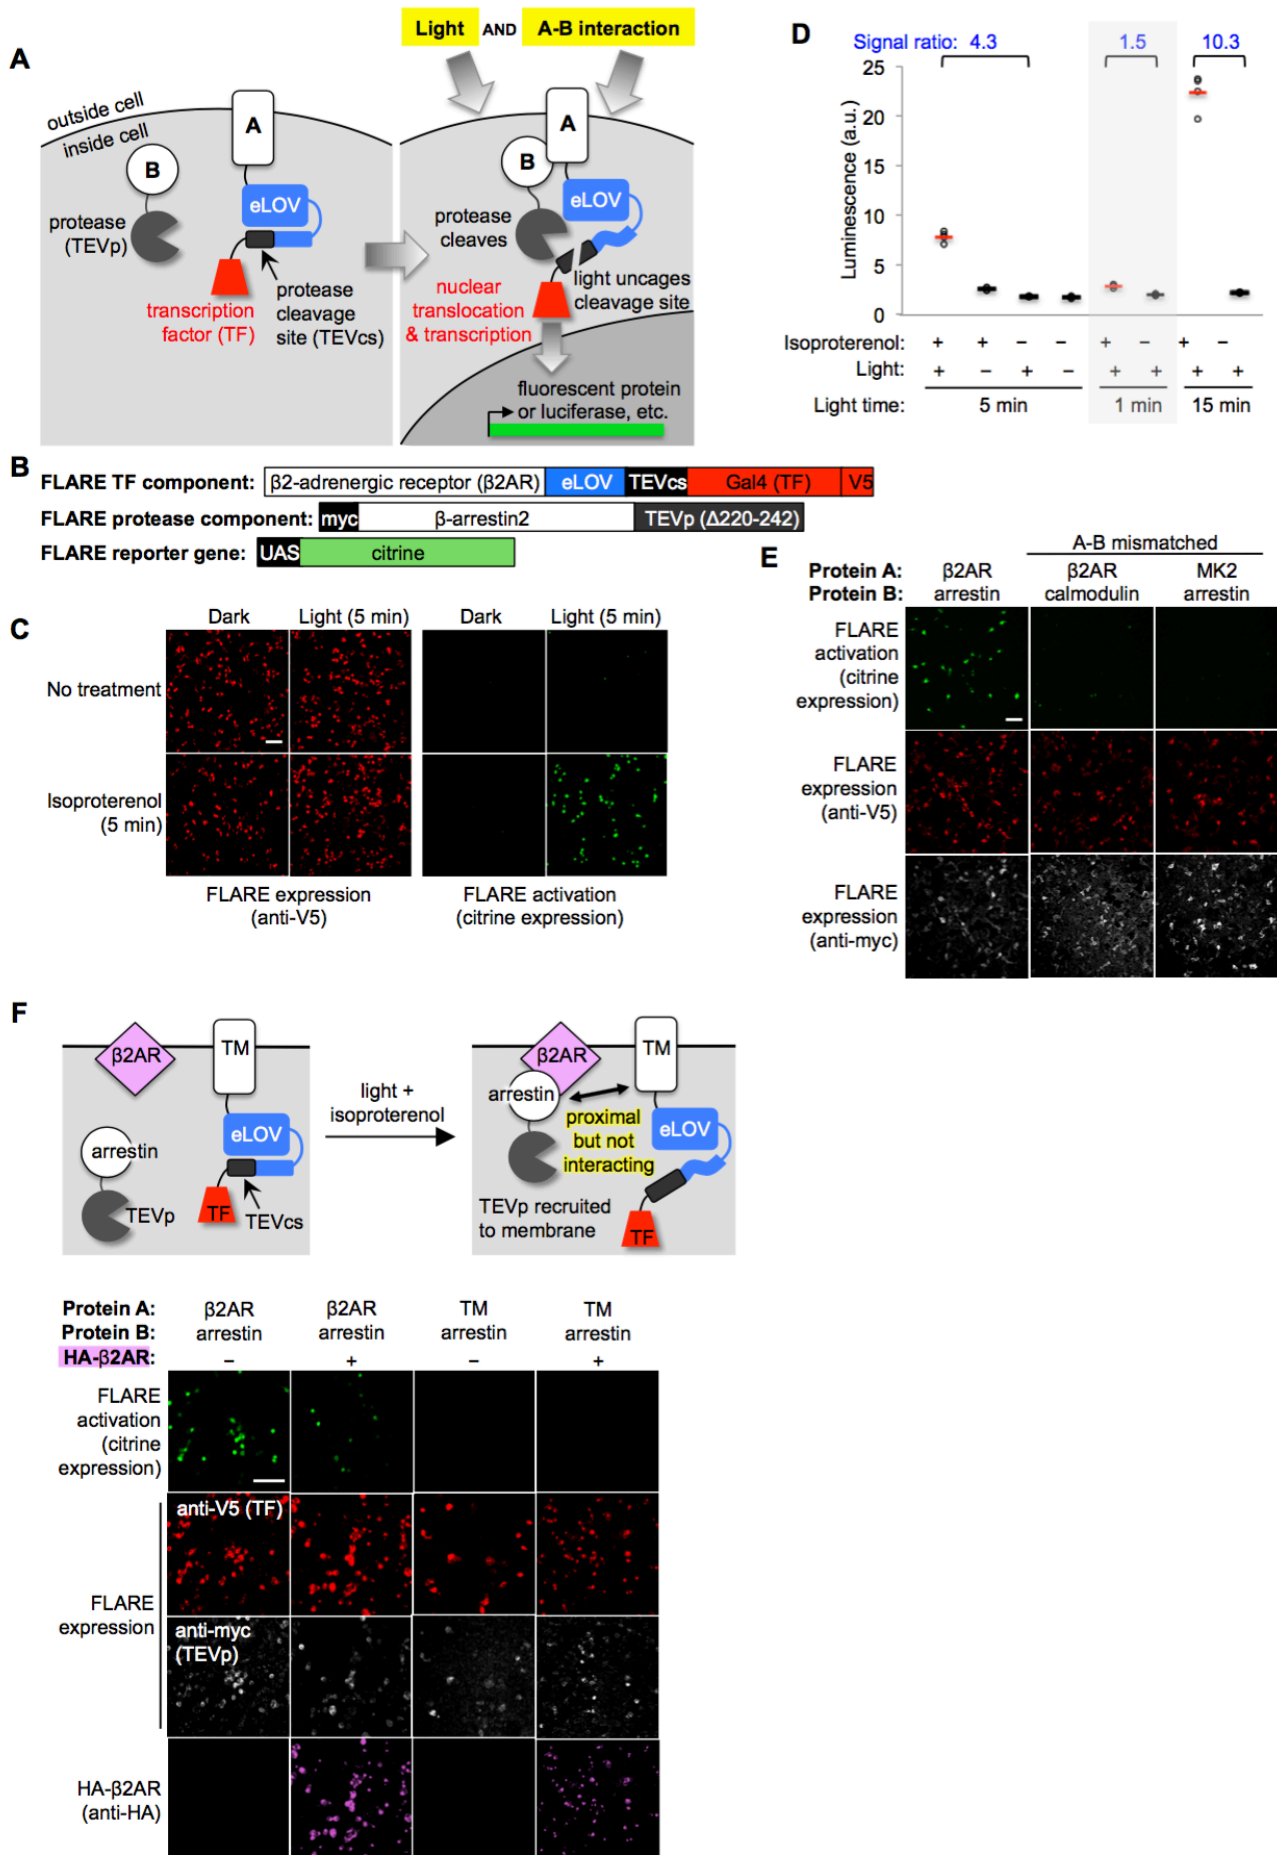 A
Light AND A-B interaction
outside cell
inside cell
A
B
eLOV
protease
(TEVp)
transcription
factor (TF)
protease
cleavage
site (TEVcs)
A
B
eLOV
protease
cleaves
light uncages
cleavage site
nuclear
translocation
& transcription
fluorescent protein
or luciferase, etc.
B
FLARE TF component: β2-adrenergic receptor (β2AR) eLOV TEVcs Gal4 (TF) V5
FLARE protease component: myc β-arrestin2 TEVp (Δ220-242)
FLARE reporter gene: UAS citrine
C
Dark Light (5 min) Dark Light (5 min)
No treatment
Isoproterenol
(5 min)
FLARE expression
(anti-V5)
FLARE activation
(citrine expression)
D
Signal ratio: 4.3 1.5 10.3
Luminescence (a.u.)
25
20
15
10
5
0
Isoproterenol: + + – – + – + –
Light: + – + – + + + +
Light time: 5 min 1 min 15 min
E
A-B mismatched
Protein A: β2AR β2AR MK2
Protein B: arrestin calmodulin arrestin
FLARE
activation
(citrine
expression)
FLARE
expression
(anti-V5)
FLARE
expression
(anti-myc)
F
β2AR
TM
eLOV
arrestin
TEVp
TF
TEVcs
light +
isoproterenol
β2AR
TM
arrestin
proximal
but not
interacting
eLOV
TEVp recruited
to membrane
TF
Protein A: β2AR β2AR TM TM
Protein B: arrestin arrestin arrestin arrestin
HA-β2AR: – + – +
FLARE
activation
(citrine
expression)
anti-V5 (TF)
FLARE
expression
anti-myc
(TEVp)
HA-β2AR
(anti-HA)